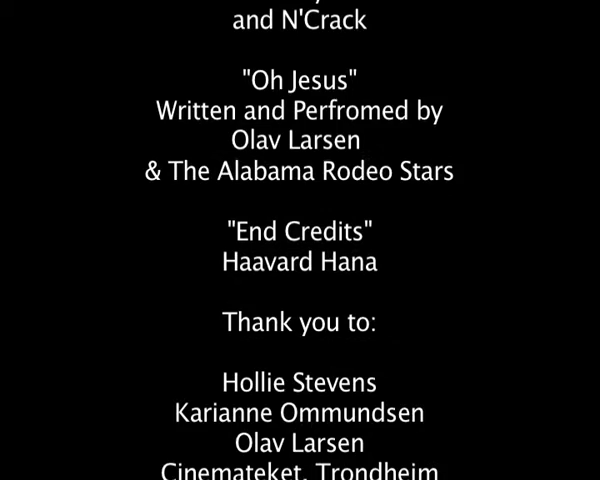 and N'Crack
"Oh Jesus"
Written and Perfromed by
Olav Larsen
& The Alabama Rodeo Stars
"End Credits"
Haavard Hana
Thank you to:
Hollie Stevens
Karianne Ommundsen
Olav Larsen
Cinemateket, Trondheim